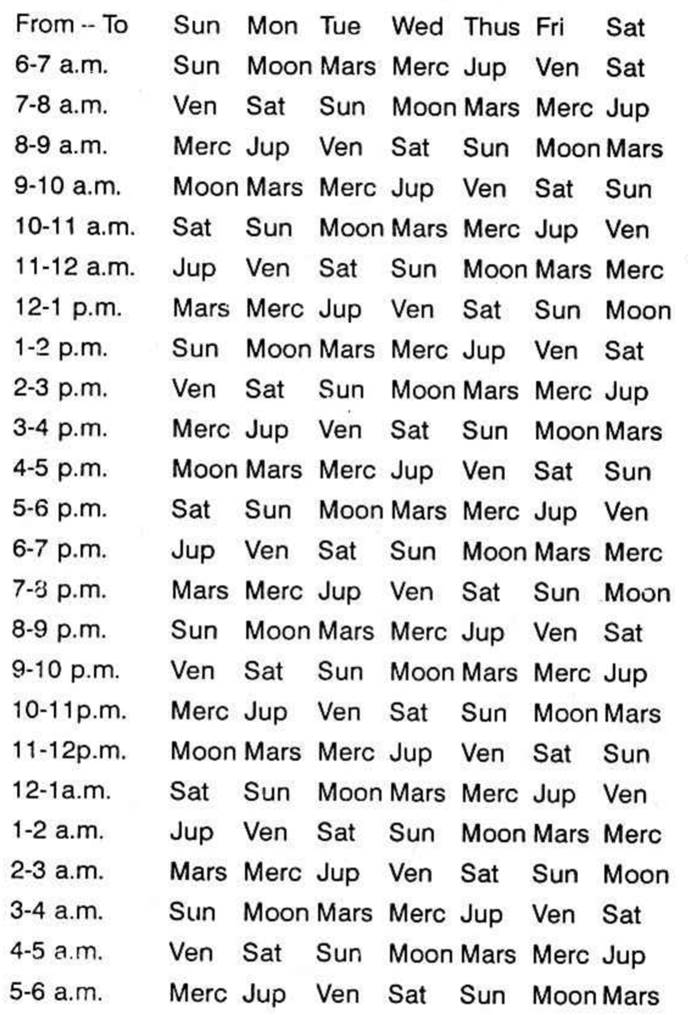 From -- To Sun Mon Tue Wed Thus Fri Sat
6-7 a.m. Sun Moon Mars Merc Jup Ven Sat
7-8 a.m. Ven Sat Sun Moon Mars Merc Jup
8-9 a.m. Merc Jup Ven Sat Sun Moon Mars
9-10 a.m. Moon Mars Merc Jup Ven Sat Sun
10-11 a.m. Sat Sun Moon Mars Merc Jup Ven
11-12 a.m. Jup Ven Sat Sun Moon Mars Merc
12-1 p.m. Mars Merc Jup Ven Sat Sun Moon
1-2 p.m. Sun Moon Mars Merc Jup Ven Sat
2-3 p.m. Ven Sat Sun Moon Mars Merc Jup
3-4 p.m. Merc Jup Ven Sat Sun Moon Mars
4-5 p.m. Moon Mars Merc Jup Ven Sat Sun
5-6 p.m. Sat Sun Moon Mars Merc Jup Ven
6-7 p.m. Jup Ven Sat Sun Moon Mars Merc
7-8 p.m. Mars Merc Jup Ven Sat Sun Moon
8-9 p.m. Sun Moon Mars Merc Jup Ven Sat
9-10 p.m. Ven Sat Sun Moon Mars Merc Jup
10-11p.m. Merc Jup Ven Sat Sun Moon Mars
11-12p.m. Moon Mars Merc Jup Ven Sat Sun
12-1a.m. Sat Sun Moon Mars Merc Jup Ven
1-2 a.m. Jup Ven Sat Sun Moon Mars Merc
2-3 a.m. Mars Merc Jup Ven Sat Sun Moon
3-4 a.m. Sun Moon Mars Merc Jup Ven Sat
4-5 a.m. Ven Sat Sun Moon Mars Merc Jup
5-6 a.m. Merc Jup Ven Sat Sun Moon Mars